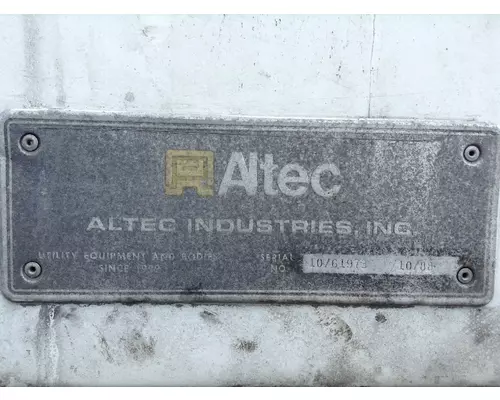 Altec
ALTEC INDUSTRIES, INC.
UTILITY EQUIPMENT AND BODIES
SINCE 1929
SERIAL
NO.